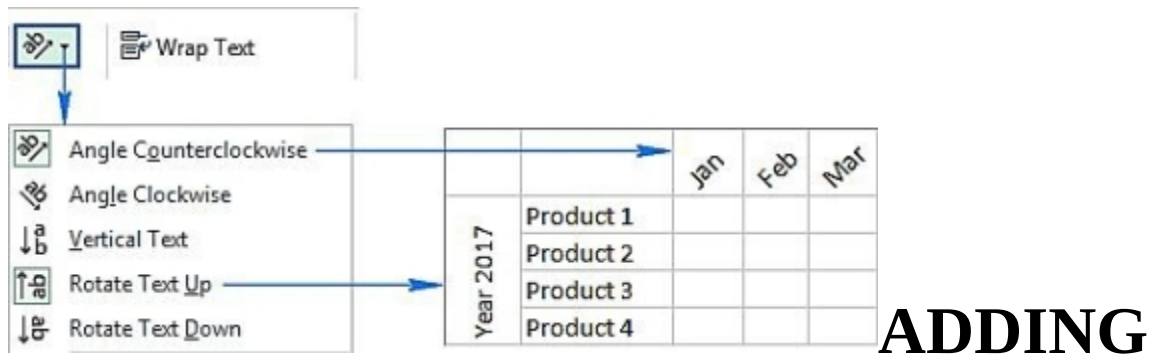 Wrap Text
Angle Counterclockwise
Angle Clockwise
Vertical Text
Rotate Text Up
Rotate Text Down
Jan Feb Mar
Year 2017
Product 1
Product 2
Product 3
Product 4
ADDING